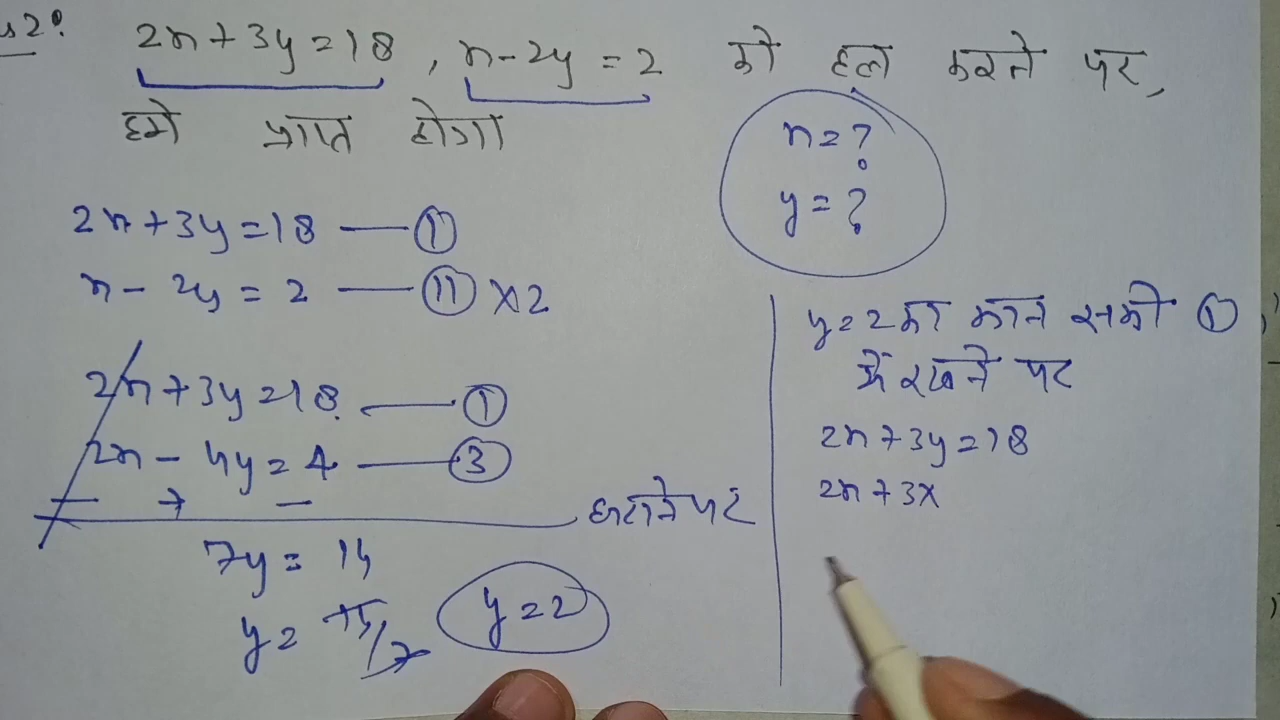 2x+3y=18, x-2y=2 को हल करने पर,
हमे प्राप्त होगा
x=?
y=?
2x+3y=18 — ①
x-2y=2 — ⑪ ×2
2x+3y=18 — ①
2x-4y=4 — ③
- + -
घटाने पर
7y=14
y=14/7
y=2
y=2 का मान समी ①
में रखने पर
2x+3y=18
2x+3×